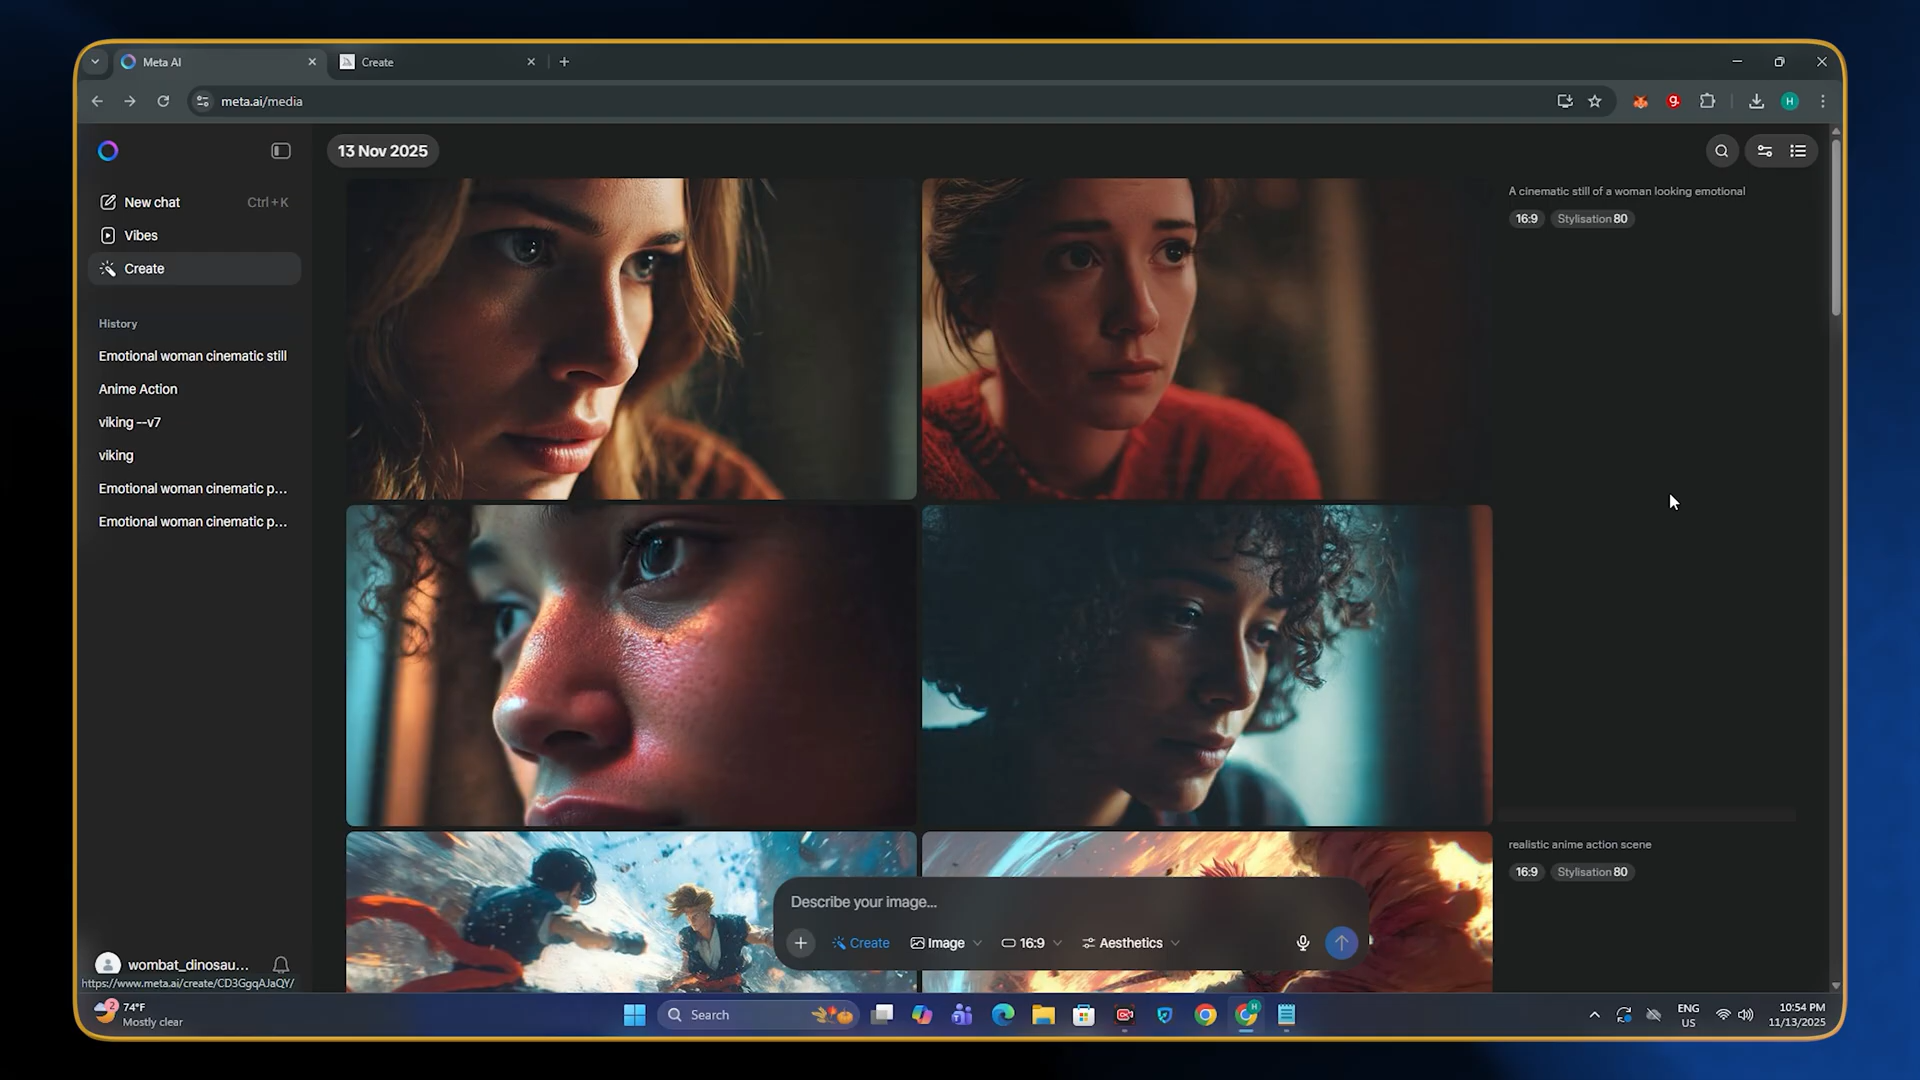 Meta AI
Create
meta.ai/media
g.
H
13 Nov 2025
New chat
Ctrl+K
Vibes
Create
History
Emotional woman cinematic still
Anime Action
viking --v7
viking
Emotional woman cinematic p...
Emotional woman cinematic p...
A cinematic still of a woman looking emotional
16:9
Stylisation 80
realistic anime action scene
16:9
Stylisation 80
Describe your image...
Create
Image
16:9
Aesthetics
wombat_dinosau...
https://www.meta.ai/create/CD3GgqAJaQY/
2
74°F
Mostly clear
Search
H
ENG
US
10:54 PM
11/13/2025